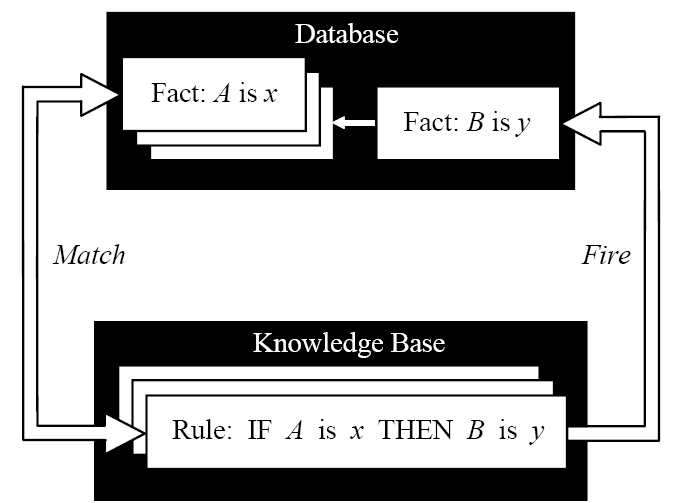 Database
Fact: A is x
Fact: B is y
Match
Fire
Knowledge Base
Rule: IF A is x THEN B is y